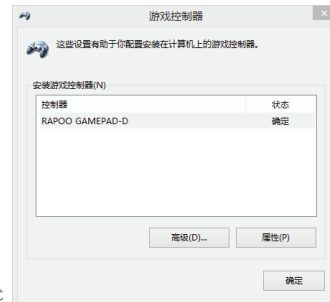 游戏控制器
这些设置有助于你配置安装在计算机上的游戏控制器。
安装游戏控制器(N)
控制器 状态
RAPOO GAMEPAD-D 确定
高级(D)... 属性(P)
确定